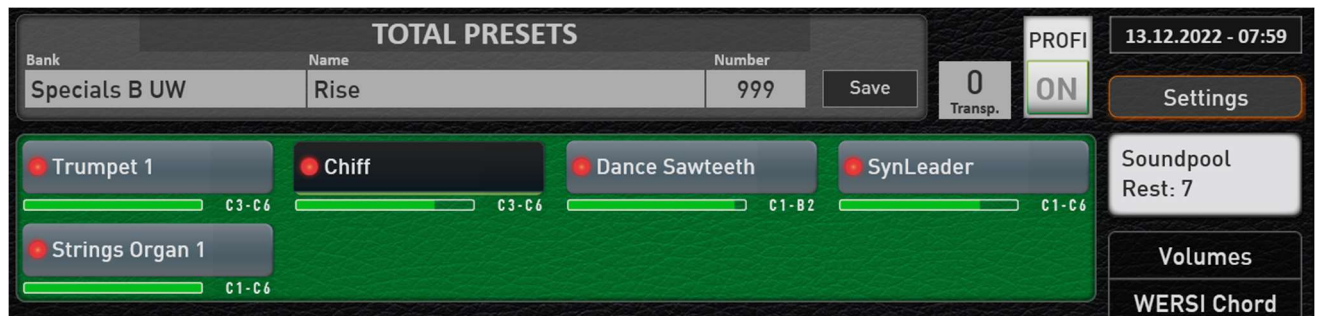 TOTAL PRESETS
Bank Name Number
Specials B UW Rise 999 Save
0
Transp.
PROFI
ON
13.12.2022 - 07:59
Settings
Trumpet 1 Chiff Dance Sawteeth SynLeader
C3-C6 C3-C6 C1-B2 C1-C6
Strings Organ 1
C1-C6
Soundpool
Rest: 7
Volumes
WERSI Chord